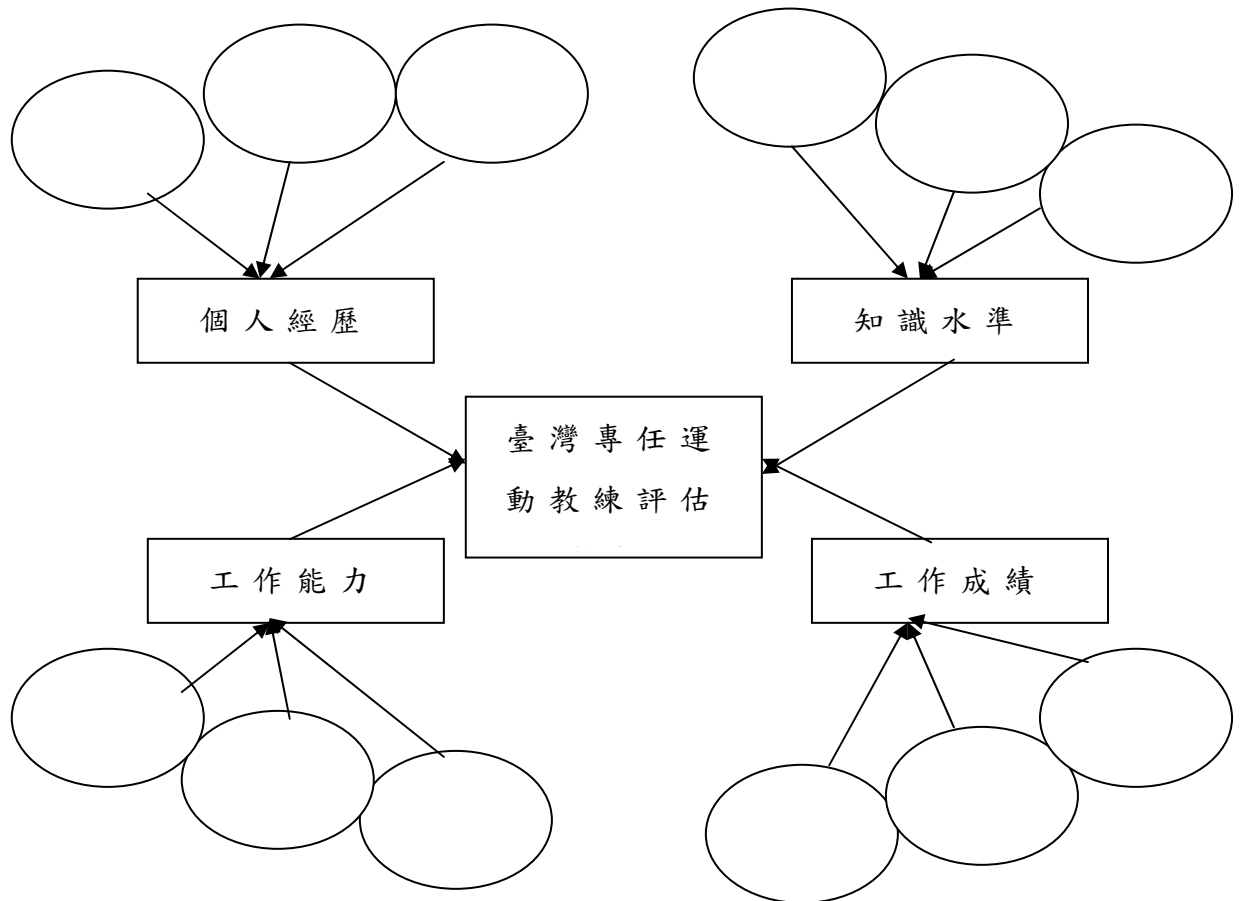 個人經歷
知識水準
臺灣專任運
動教練評估
工作能力
工作成績